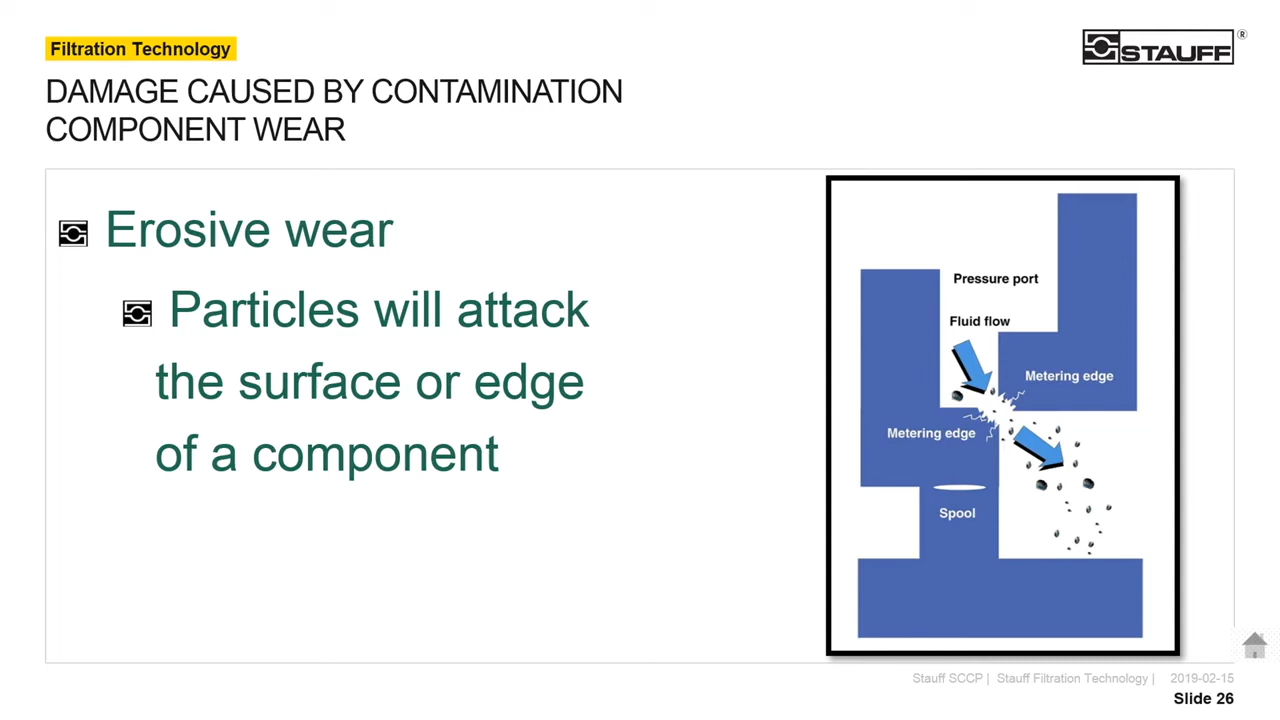 Filtration Technology
STAUFF®
DAMAGE CAUSED BY CONTAMINATION
COMPONENT WEAR
Erosive wear
Particles will attack
the surface or edge
of a component
Pressure port
Fluid flow
Metering edge
Metering edge
Spool
Stauff SCCP | Stauff Filtration Technology | 2019-02-15
Slide 26